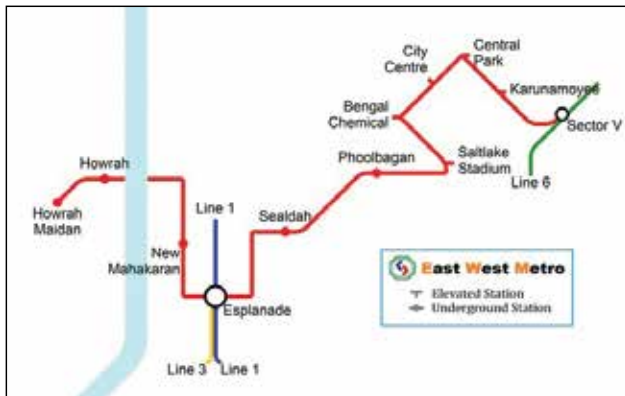 City
Centre
Central
Park
Karunamoyee
Bengal
Chemical
Sector V
Phoolbagan
Saltlake
Stadium
Line 6
Howrah
Howrah
Maidan
Line 1
Sealdah
New
Mahakaran
Esplanade
East West Metro
Elevated Station
Underground Station
Line 3
Line 1